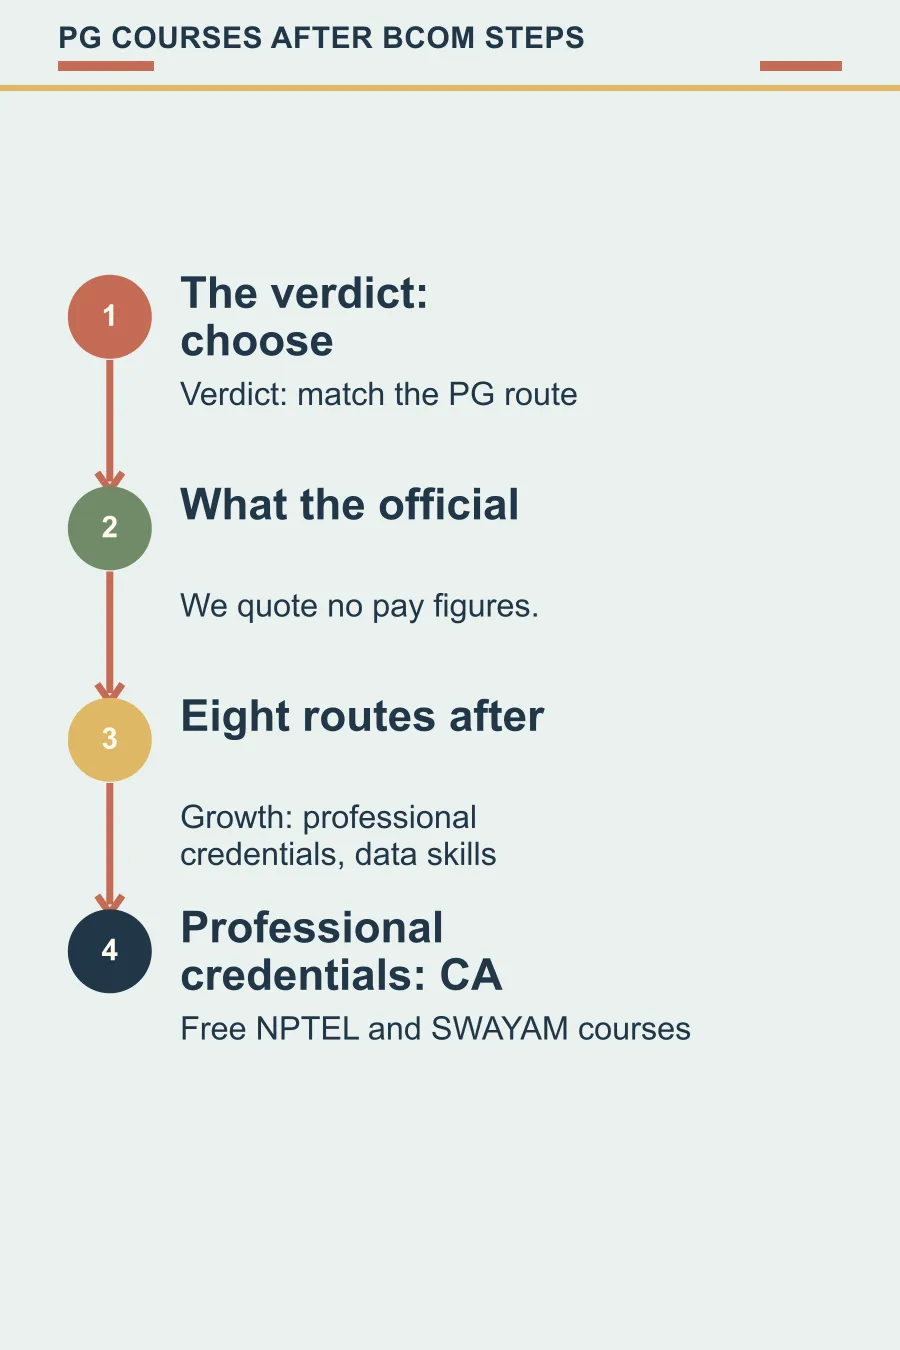 PG COURSES AFTER BCOM STEPS
1
The verdict:
choose
Verdict: match the PG route
2
What the official
We quote no pay figures.
3
Eight routes after
Growth: professional
credentials, data skills
4
Professional
credentials: CA
Free NPTEL and SWAYAM courses